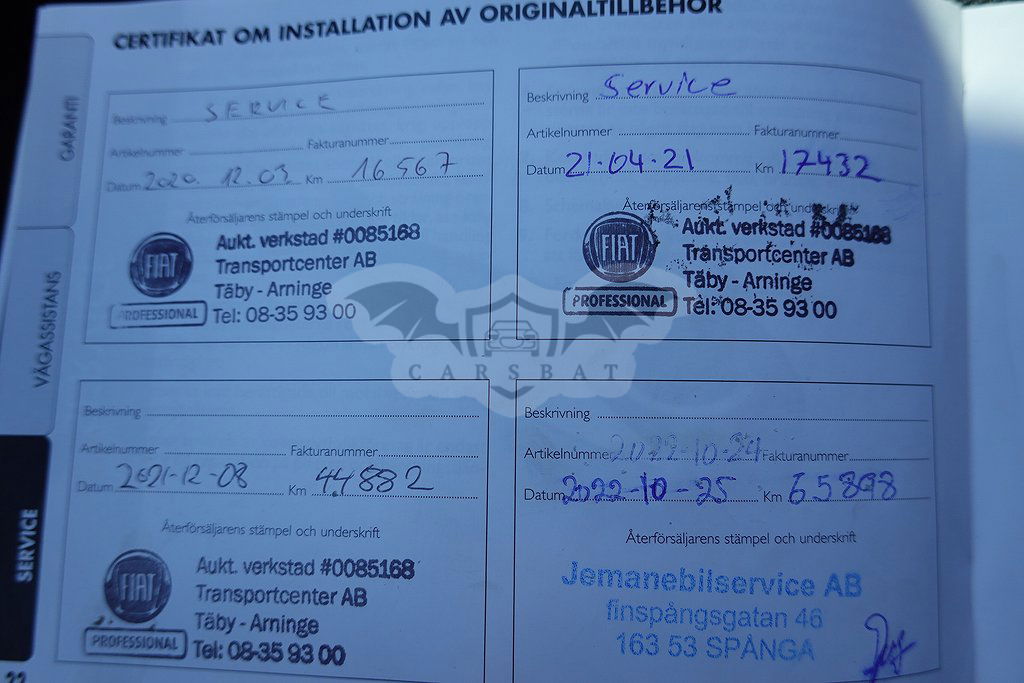 CERTIFIKAT OM INSTALLATION AV ORIGINALTILLBEHÖR
GARANTI
VÄGASSISTANS
SERVICE
Beskrivning SERVICE
Artikelnummer Fakturanummer
Datum 2020. 12.03 Km 16567
Återförsäljarens stämpel och underskrift
FIAT
PROFESSIONAL
Aukt. verkstad #0085168
Transportcenter AB
Täby - Arninge
Tel: 08-35 93 00
Beskrivning Service
Artikelnummer Fakturanummer
Datum 21.04.21 Km 17432
Återförsäljarens stämpel och underskrift
FIAT
PROFESSIONAL
Aukt. verkstad #0085168
Transportcenter AB
Täby - Arninge
Tel: 08-35 93 00
CARSBAT
Beskrivning
Artikelnummer Fakturanummer
Datum 2021-12-08 Km 44882
Återförsäljarens stämpel och underskrift
FIAT
PROFESSIONAL
Aukt. verkstad #0085168
Transportcenter AB
Täby - Arninge
Tel: 08-35 93 00
Beskrivning
Artikelnummer 2022-10-24 Fakturanummer
Datum 2022-10-25 Km 65898
Återförsäljarens stämpel och underskrift
Jemanebilservice AB
finspångsgatan 46
163 53 SPÅNGA
22